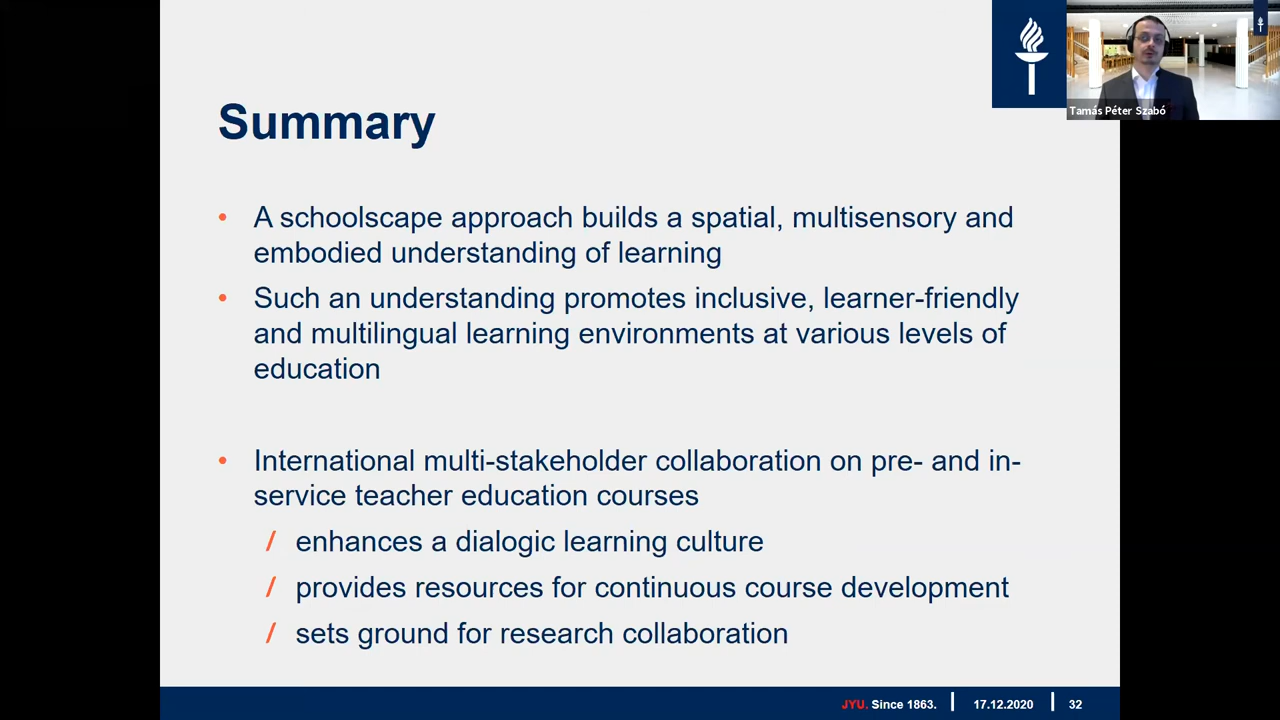 Tamás Péter Szabó
Summary
• A schoolscape approach builds a spatial, multisensory and
embodied understanding of learning
• Such an understanding promotes inclusive, learner-friendly
and multilingual learning environments at various levels of
education
• International multi-stakeholder collaboration on pre- and in-
service teacher education courses
/ enhances a dialogic learning culture
/ provides resources for continuous course development
/ sets ground for research collaboration
JYU. Since 1863. | 17.12.2020 | 32